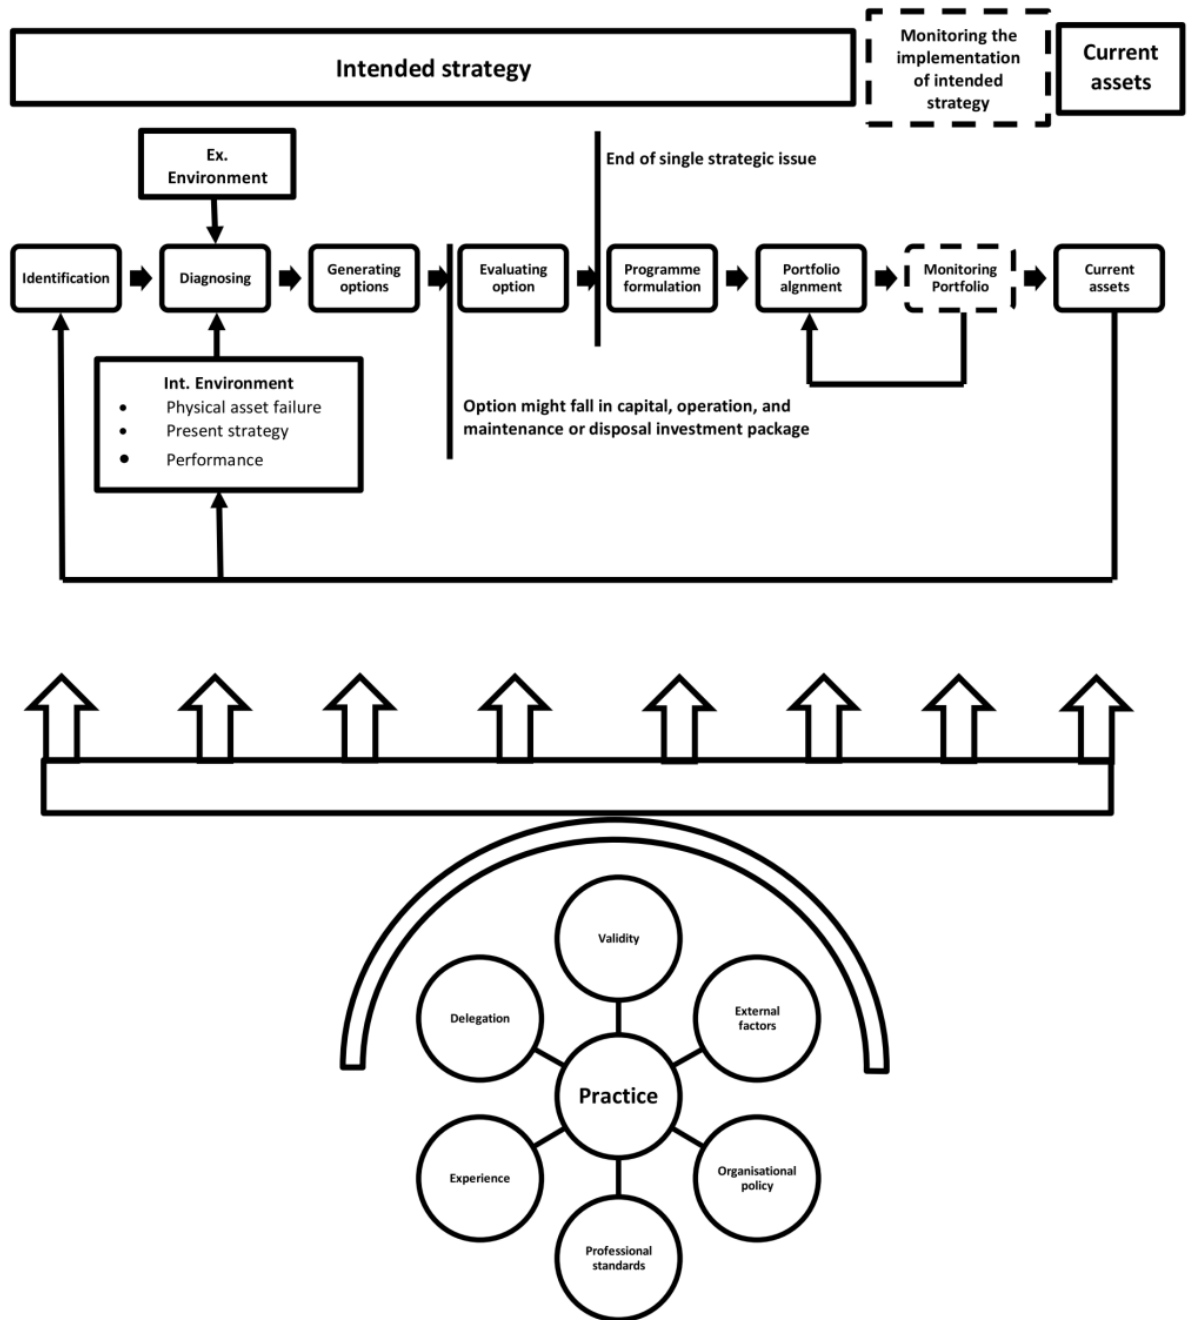 Intended strategy
Monitoring the
implementation
of intended
strategy
Current
assets
Ex.
Environment
End of single strategic issue
Identification
Diagnosing
Generating
options
Evaluating
option
Programme
formulation
Portfolio
algnment
Monitoring
Portfolio
Current
assets
Int. Environment
• Physical asset failure
• Present strategy
• Performance
Option might fall in capital, operation, and
maintenance or disposal investment package
Validity
Delegation
External
factors
Practice
Experience
Organisational
policy
Professional
standards